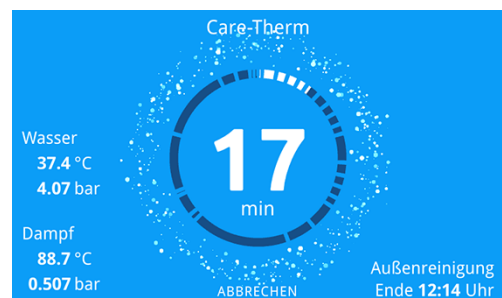 Care-Therm
Wasser
37.4 °C
4.07 bar
17
min
Dampf
88.7 °C
0.507 bar
ABBRECHEN
Außenreinigung
Ende 12:14 Uhr